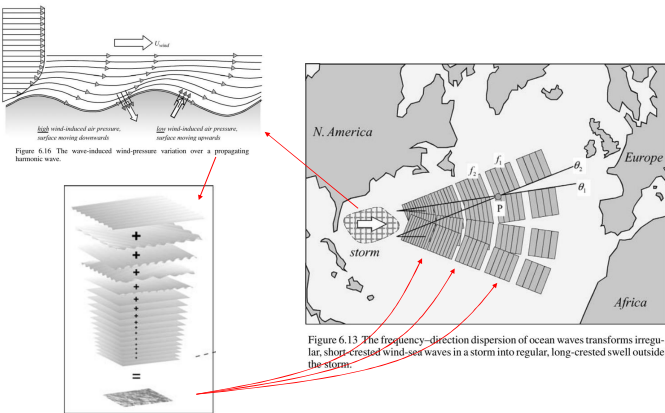 U_wind
high wind-induced air pressure,
surface moving downwards
low wind-induced air pressure,
surface moving upwards
Figure 6.16 The wave-induced wind-pressure variation over a propagating
harmonic wave.
+
+
+
+
+
+
+
+
=
N. America
Europe
Africa
storm
f₂
f₁
θ₂
θ₁
P
Figure 6.13 The frequency–direction dispersion of ocean waves transforms irregu-
lar, short-crested wind-sea waves in a storm into regular, long-crested swell outside
the storm.